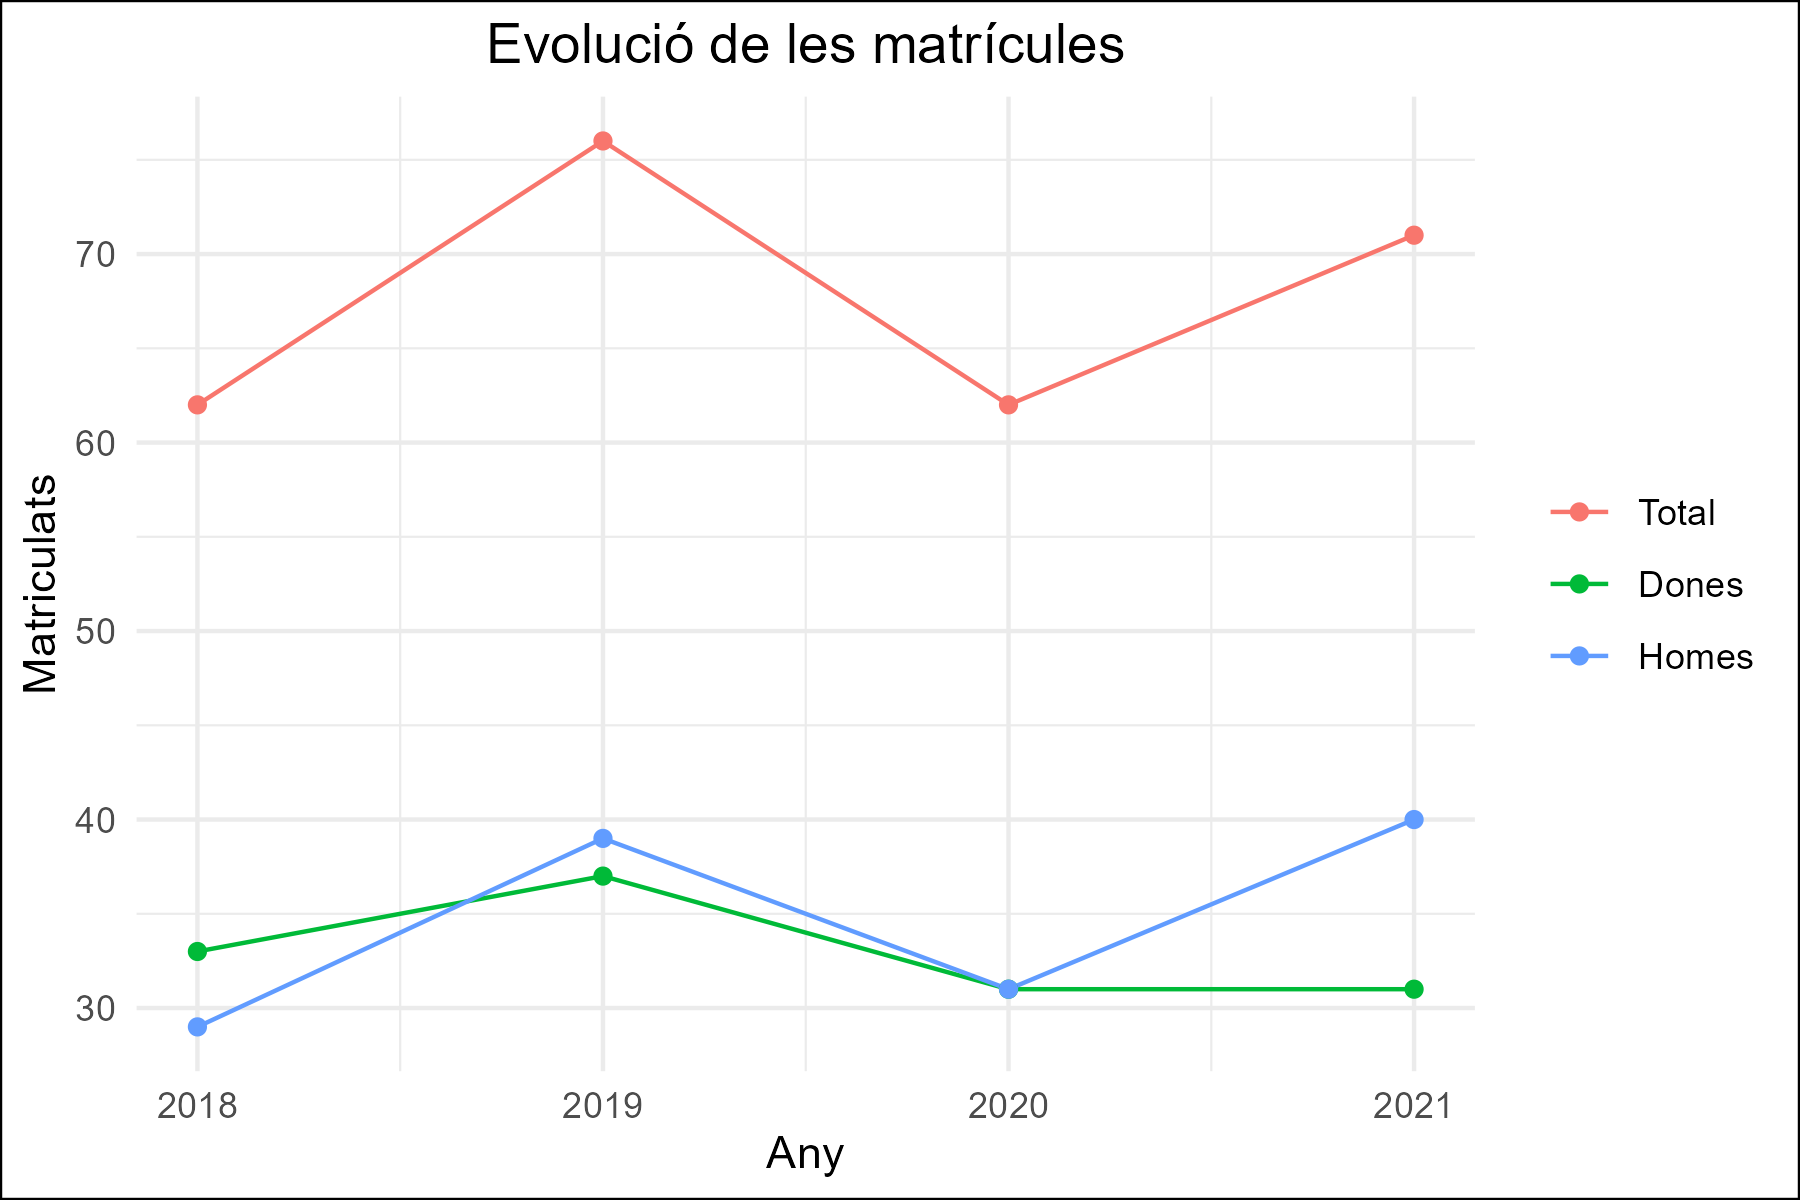 Evolució de les matrícules
Matriculats
70
60
50
40
30
2018
2019
2020
2021
Any
Total
Dones
Homes